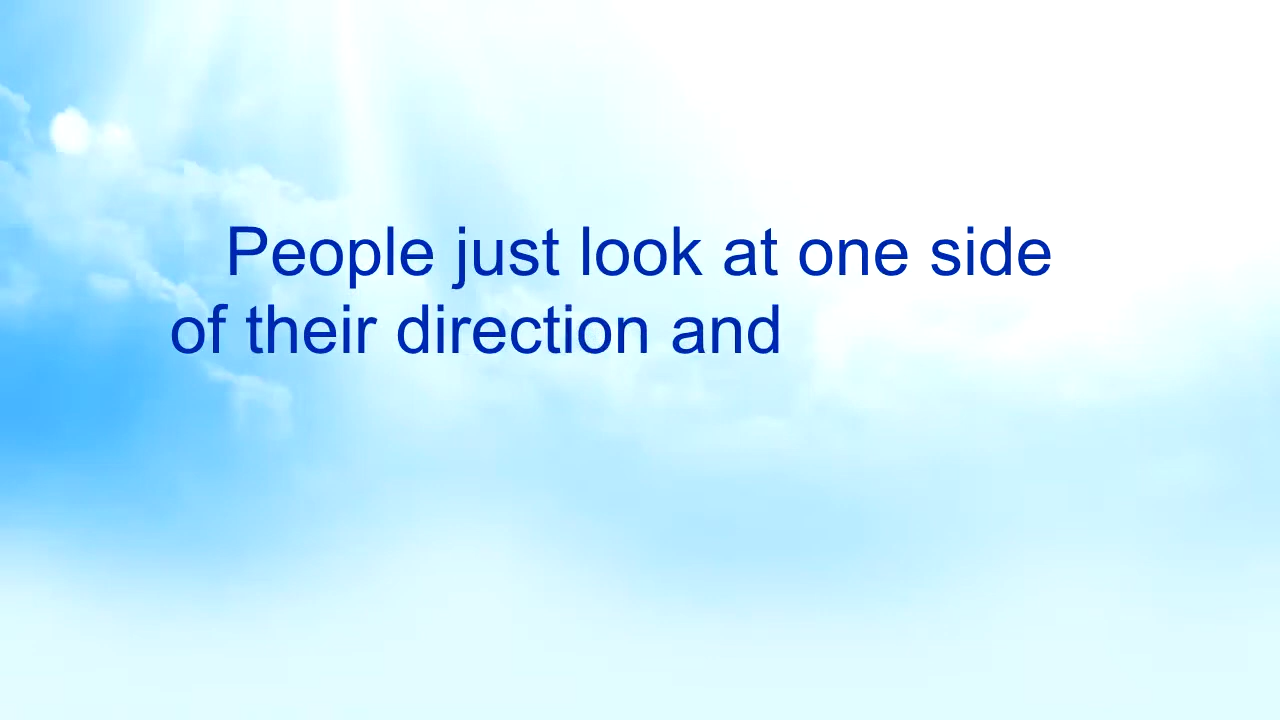 People just look at one side
of their direction and